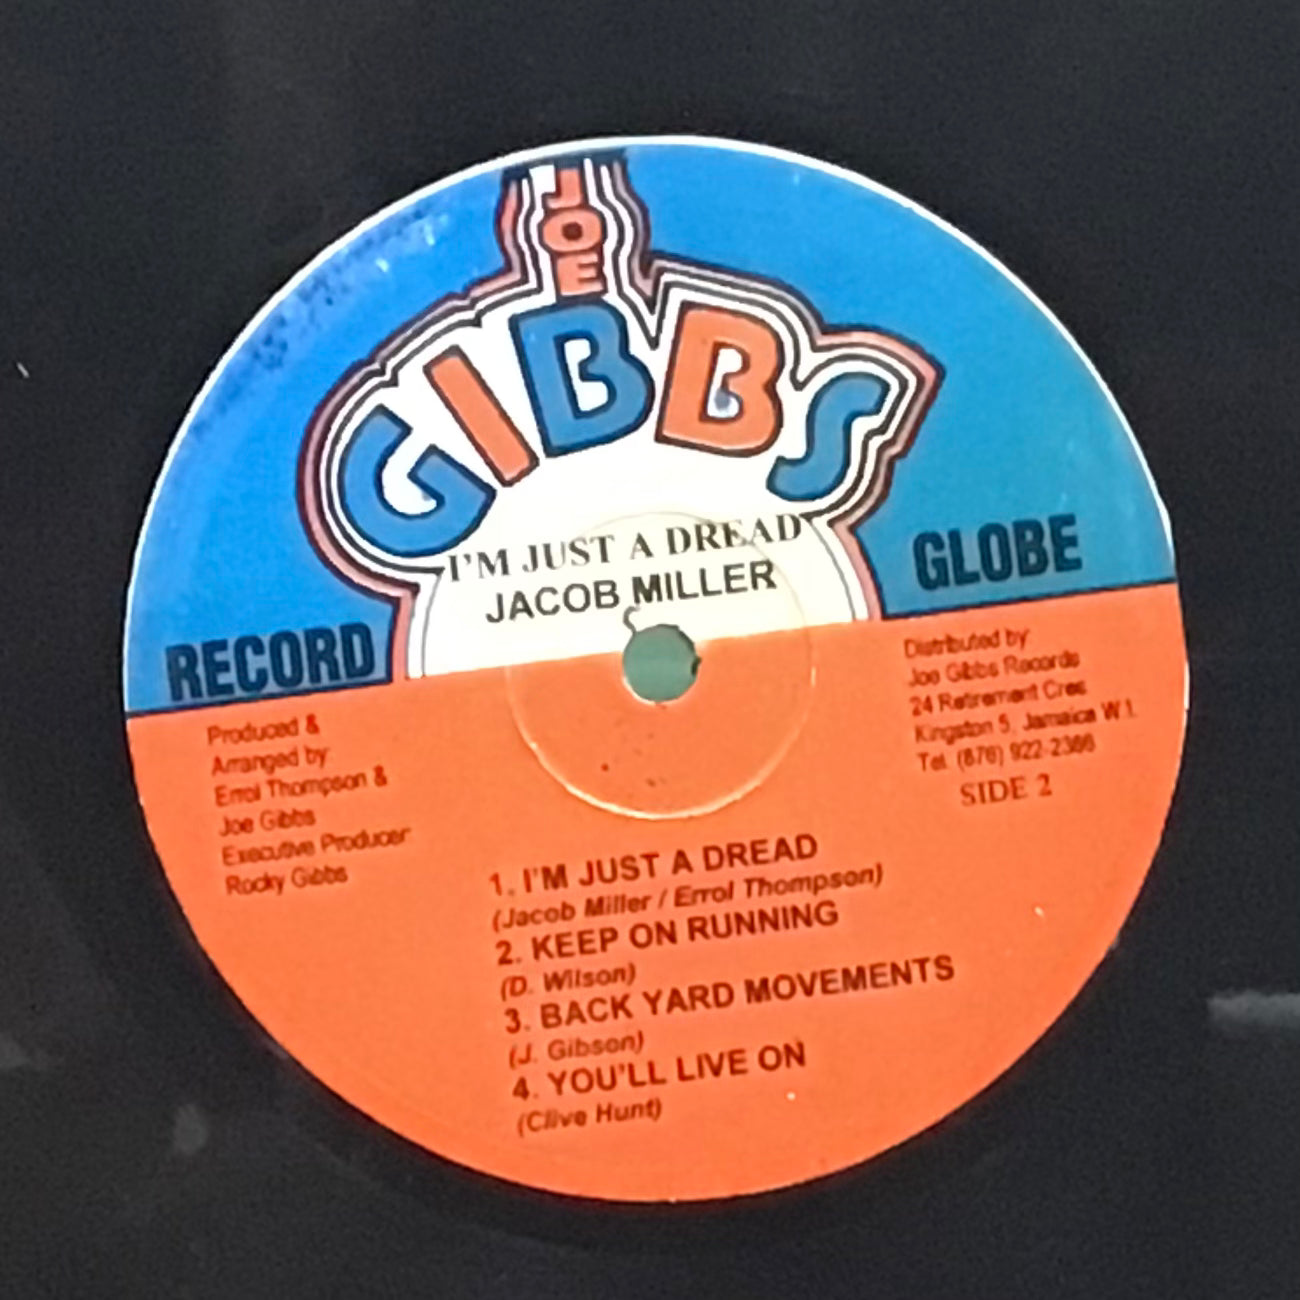 JOE
GIBBS
I'M JUST A DREAD
JACOB MILLER
RECORD
GLOBE
Produced &
Arranged by
Errol Thompson &
Joe Gibbs
Executive Producer
Rocky Gibbs
Distributed by:
Joe Gibbs Records
24 Retirement Cres
Kingston 5, Jamaica W.I.
Tel. (876) 922-2366
SIDE 2
1. I'M JUST A DREAD
(Jacob Miller / Errol Thompson)
2. KEEP ON RUNNING
(D. Wilson)
3. BACK YARD MOVEMENTS
(J. Gibson)
4. YOU'LL LIVE ON
(Clive Hunt)